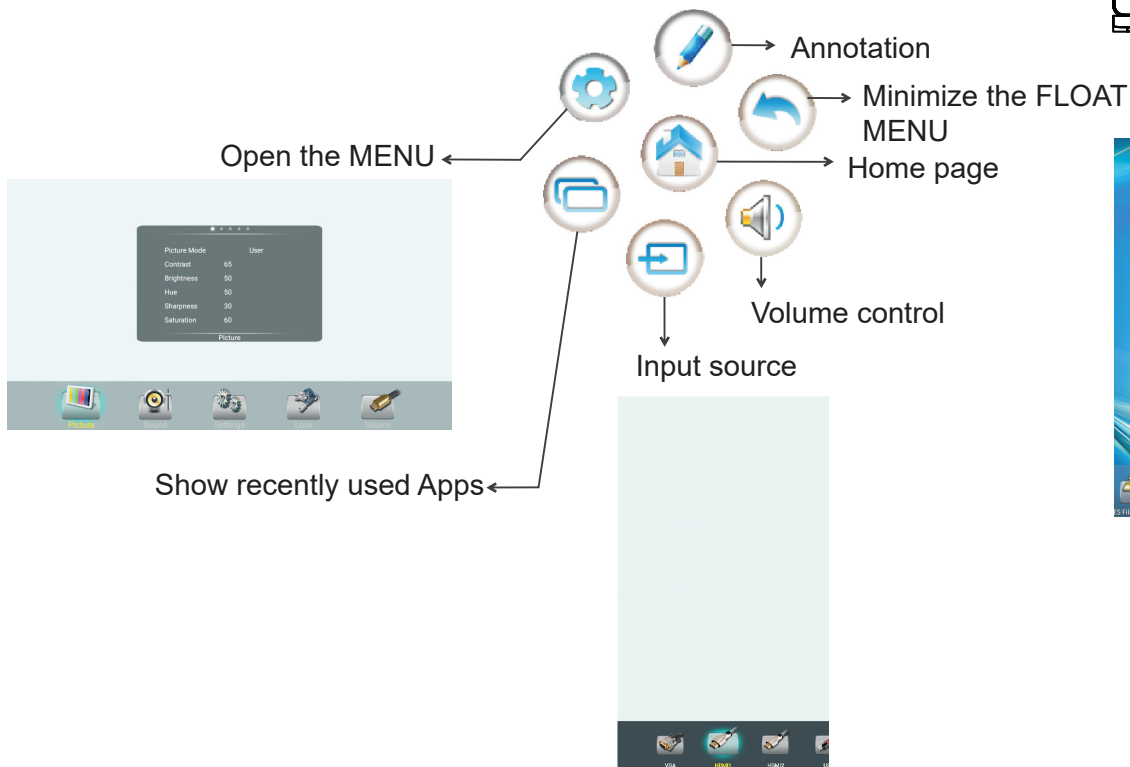 Annotation
Minimize the FLOAT
MENU
Home page
Open the MENU
Volume control
Input source
Show recently used Apps
Picture Mode User
Contrast 65
Brightness 50
Hue 50
Sharpness 30
Saturation 60
Picture
Picture Sound Settings Lock Source
VGA HDMI1 HDMI2
ES Fil